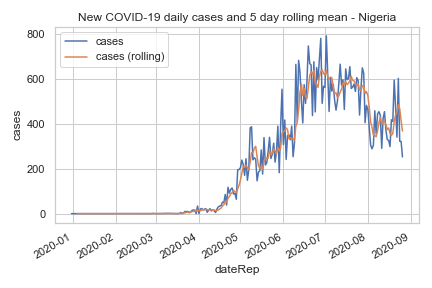 New COVID-19 daily cases and 5 day rolling mean - Nigeria
cases
cases (rolling)
800
600
400
200
0
cases
2020-01
2020-02
2020-03
2020-04
2020-05
2020-06
2020-07
2020-08
2020-09
dateRep